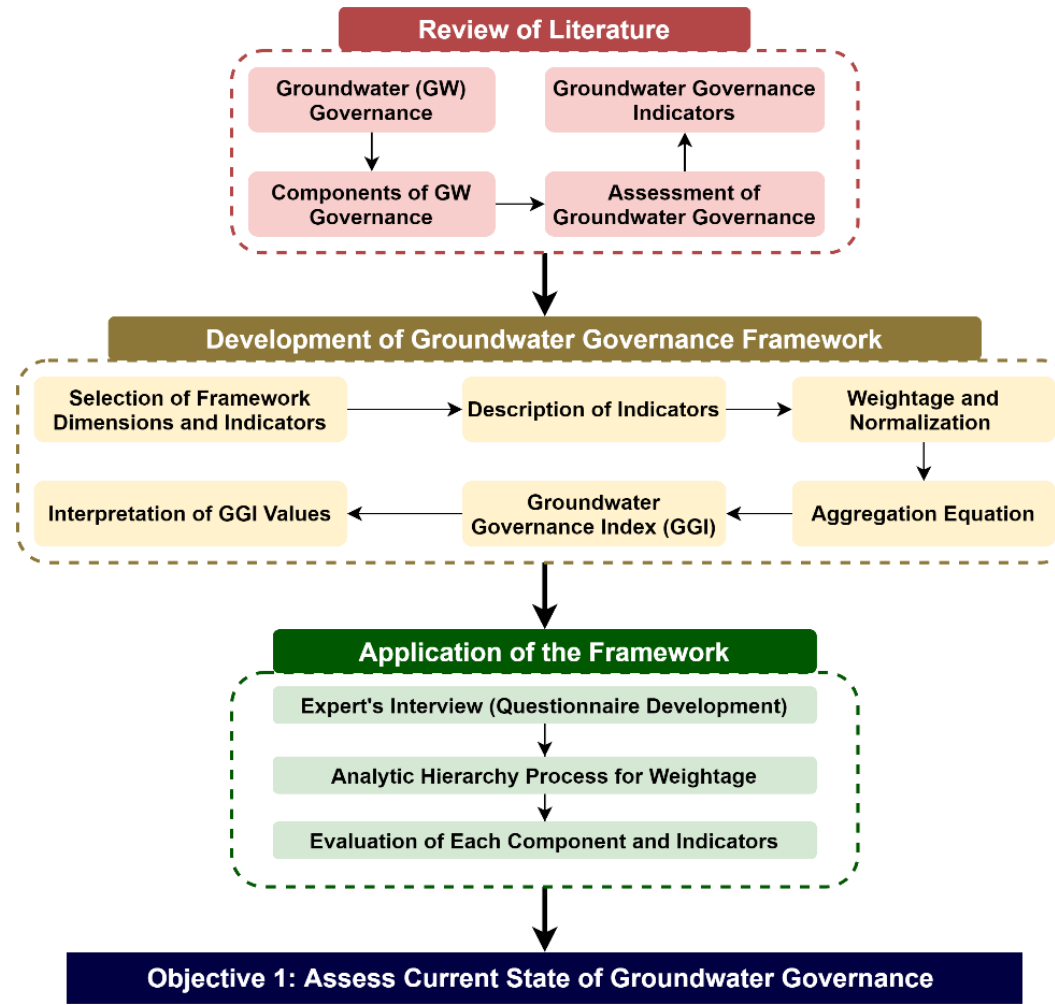 Review of Literature
Groundwater (GW)
Governance
Groundwater Governance
Indicators
Components of GW
Governance
Assessment of
Groundwater Governance
Development of Groundwater Governance Framework
Selection of Framework
Dimensions and Indicators
Description of Indicators
Weightage and
Normalization
Interpretation of GGI Values
Groundwater
Governance Index (GGI)
Aggregation Equation
Application of the Framework
Expert's Interview (Questionnaire Development)
Analytic Hierarchy Process for Weightage
Evaluation of Each Component and Indicators
Objective 1: Assess Current State of Groundwater Governance